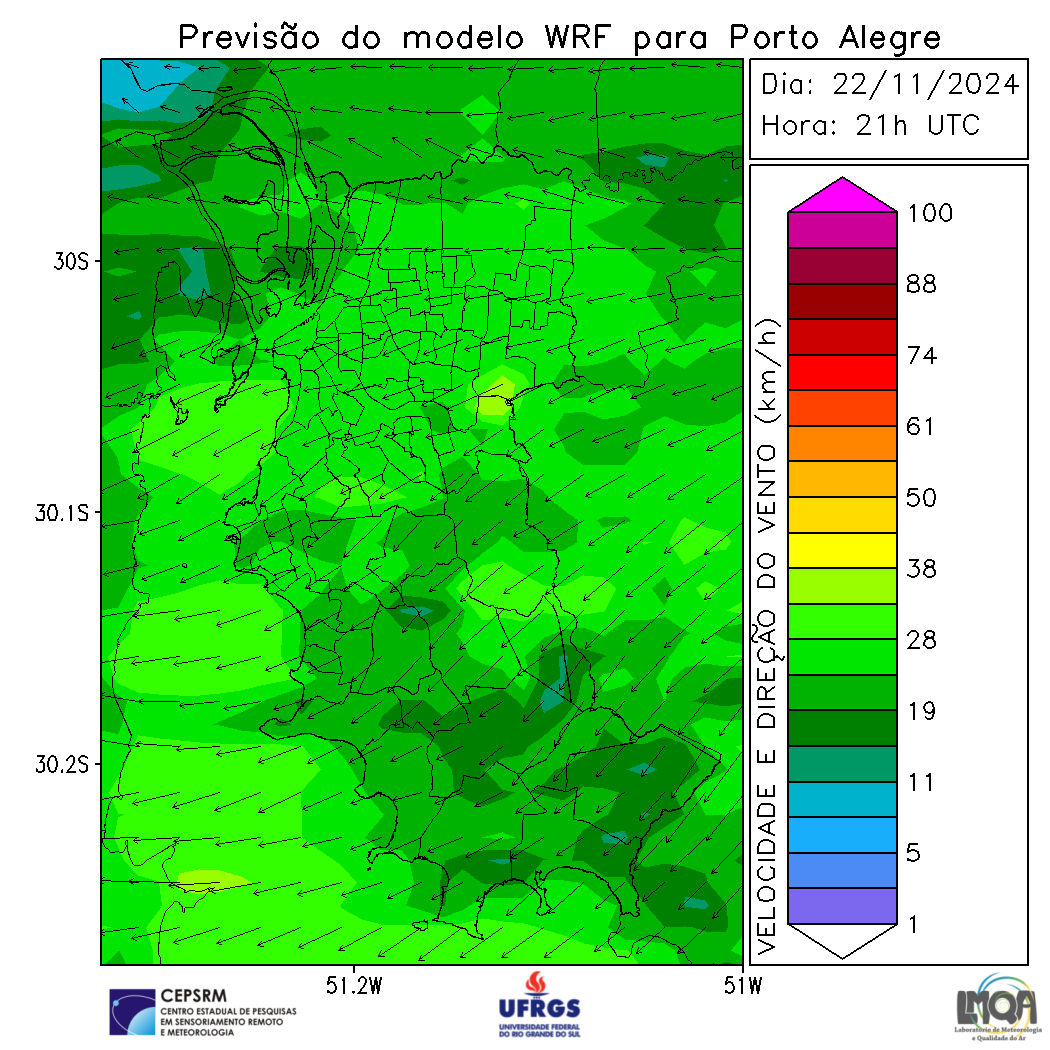 Previsão do modelo WRF para Porto Alegre
Dia: 22/11/2024
Hora: 21h UTC
100
88
74
61
50
38
28
19
11
5
1
VELOCIDADE E DIREÇÃO DO VENTO (km/h)
30S
30.1S
30.2S
51.2W
51W
CEPSRM
CENTRO ESTADUAL DE PESQUISAS
EM SENSORIAMENTO REMOTO
E METEOROLOGIA
UFRGS
UNIVERSIDADE FEDERAL
DO RIO GRANDE DO SUL
LMQA
Laboratório de Meteorologia
e Qualidade do Ar